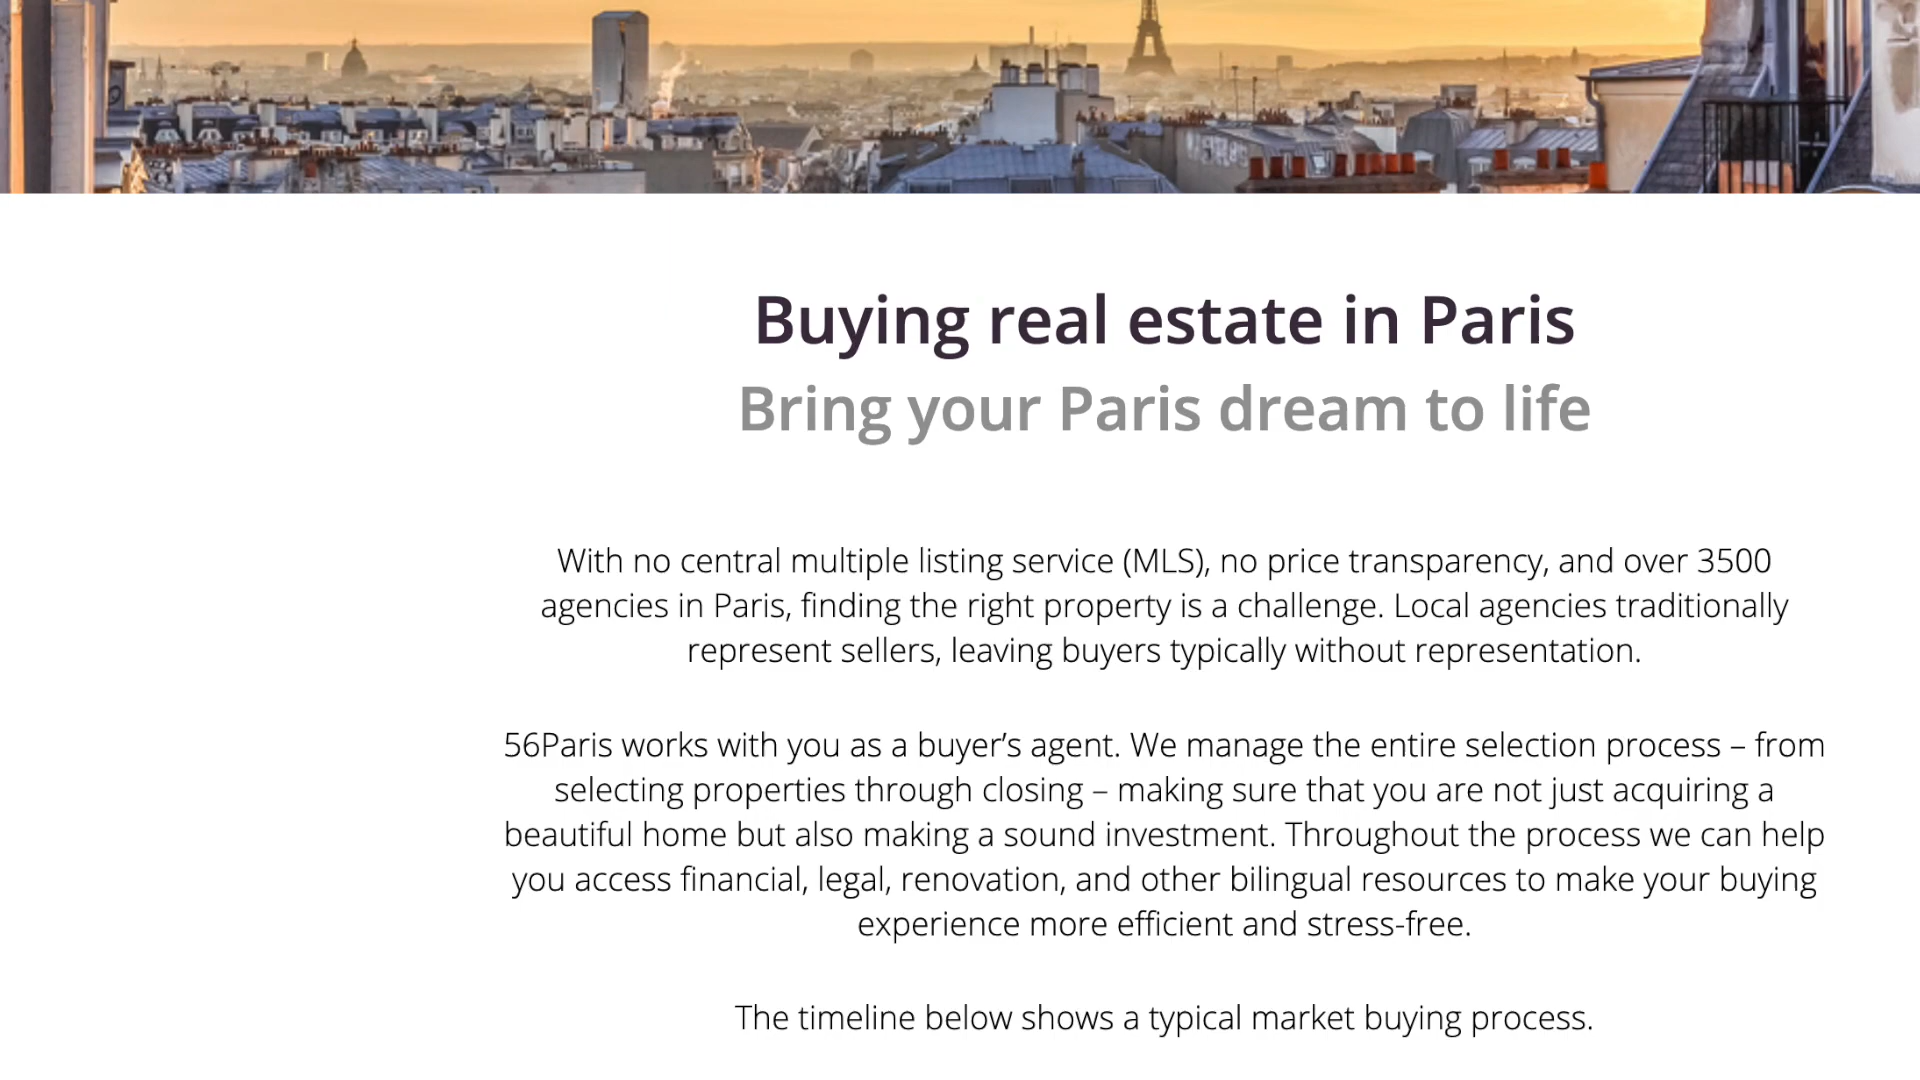 Buying real estate in Paris
Bring your Paris dream to life
With no central multiple listing service (MLS), no price transparency, and over 3500
agencies in Paris, finding the right property is a challenge. Local agencies traditionally
represent sellers, leaving buyers typically without representation.
56Paris works with you as a buyer’s agent. We manage the entire selection process – from
selecting properties through closing – making sure that you are not just acquiring a
beautiful home but also making a sound investment. Throughout the process we can help
you access financial, legal, renovation, and other bilingual resources to make your buying
experience more efficient and stress-free.
The timeline below shows a typical market buying process.